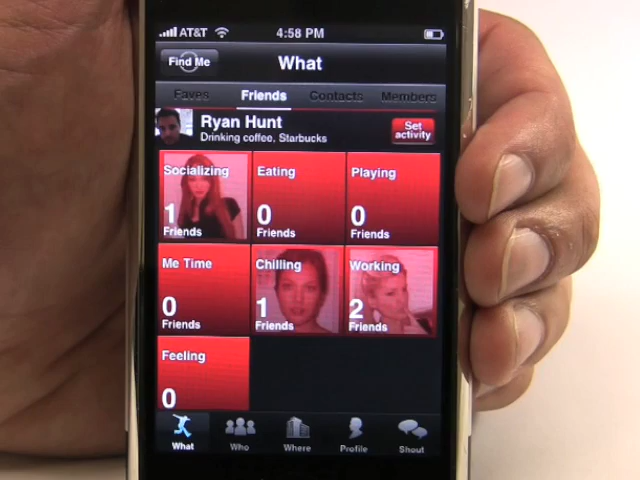 AT&T 4:58 PM
Find Me What
Faves Friends Contacts Members
Ryan Hunt
Drinking coffee, Starbucks
Set activity
Socializing Eating Playing
1 0 0
Friends Friends Friends
Me Time Chilling Working
0 1 2
Friends Friends Friends
Feeling
0
What Who Where Profile Shout